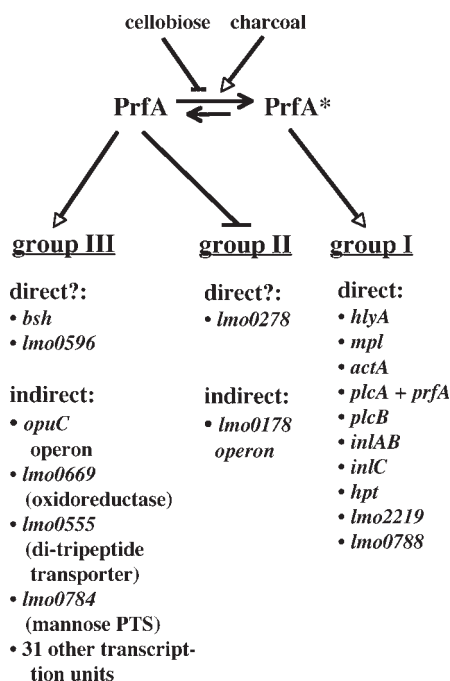 cellobiose charcoal
PrfA PrfA*
group III
direct?:
• bsh
• lmo0596
indirect:
• opuC
operon
• lmo0669
(oxidoreductase)
• lmo0555
(di-tripeptide
transporter)
• lmo0784
(mannose PTS)
• 31 other transcript-
tion units
group II
direct?:
• lmo0278
indirect:
• lmo0178
operon
group I
direct:
• hlyA
• mpl
• actA
• plcA + prfA
• plcB
• inlAB
• inlC
• hpt
• lmo2219
• lmo0788